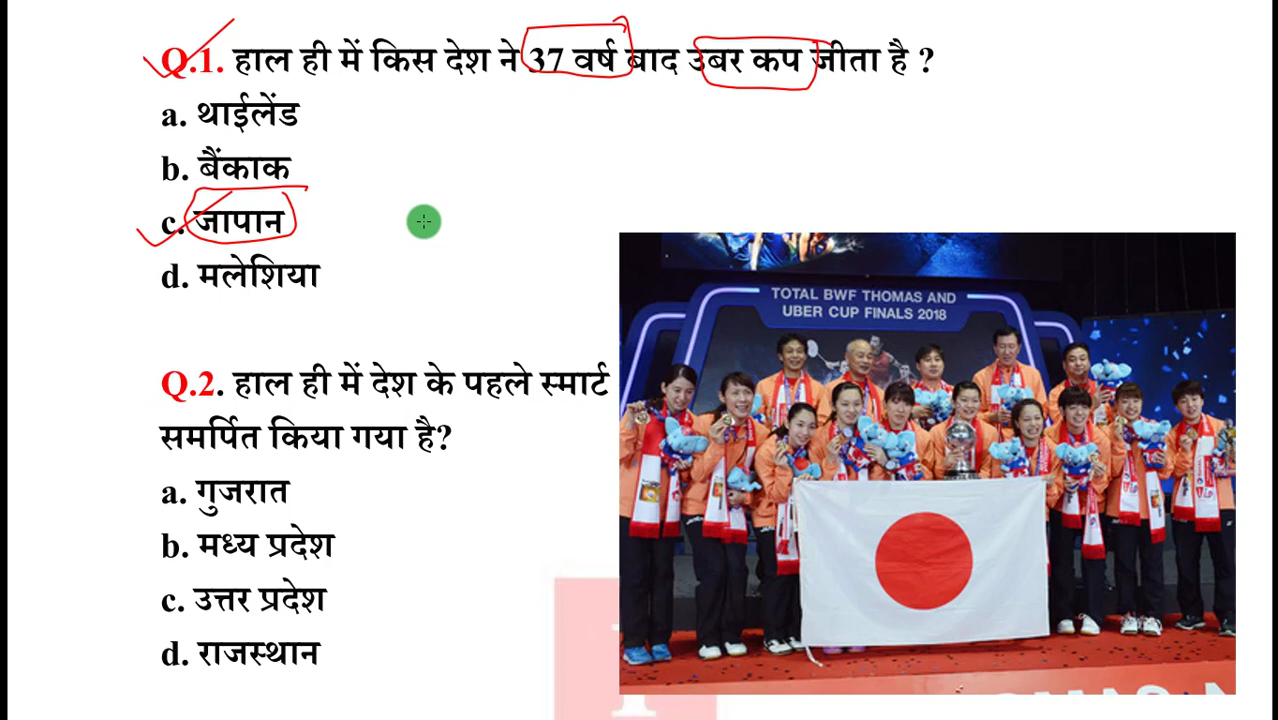 Q.1. हाल ही में किस देश ने 37 वर्ष बाद उबर कप जीता है ?
a. थाईलेंड
b. बैंकाक
c. जापान
d. मलेशिया
TOTAL BWF THOMAS AND
UBER CUP FINALS 2018
Q.2. हाल ही में देश के पहले स्मार्ट
समर्पित किया गया है?
a. गुजरात
b. मध्य प्रदेश
c. उत्तर प्रदेश
d. राजस्थान